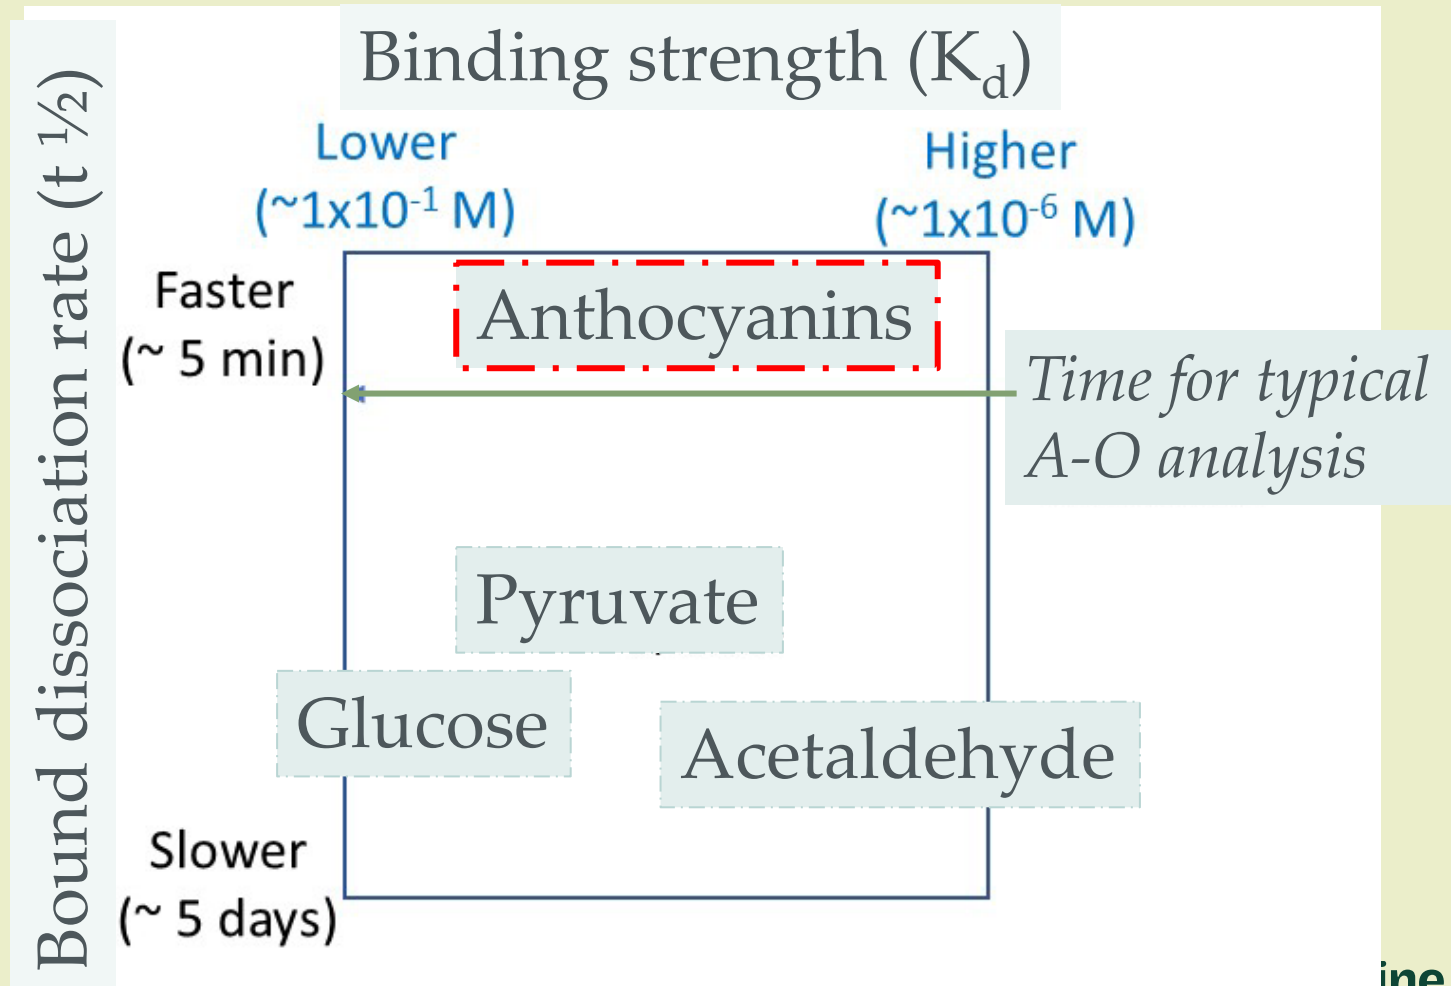 Binding strength (K_d)
Bound dissociation rate (t ½)
Lower
(~1x10⁻¹ M)
Higher
(~1x10⁻⁶ M)
Faster
(~ 5 min)
Anthocyanins
Time for typical
A-O analysis
Pyruvate
Glucose
Acetaldehyde
Slower
(~ 5 days)